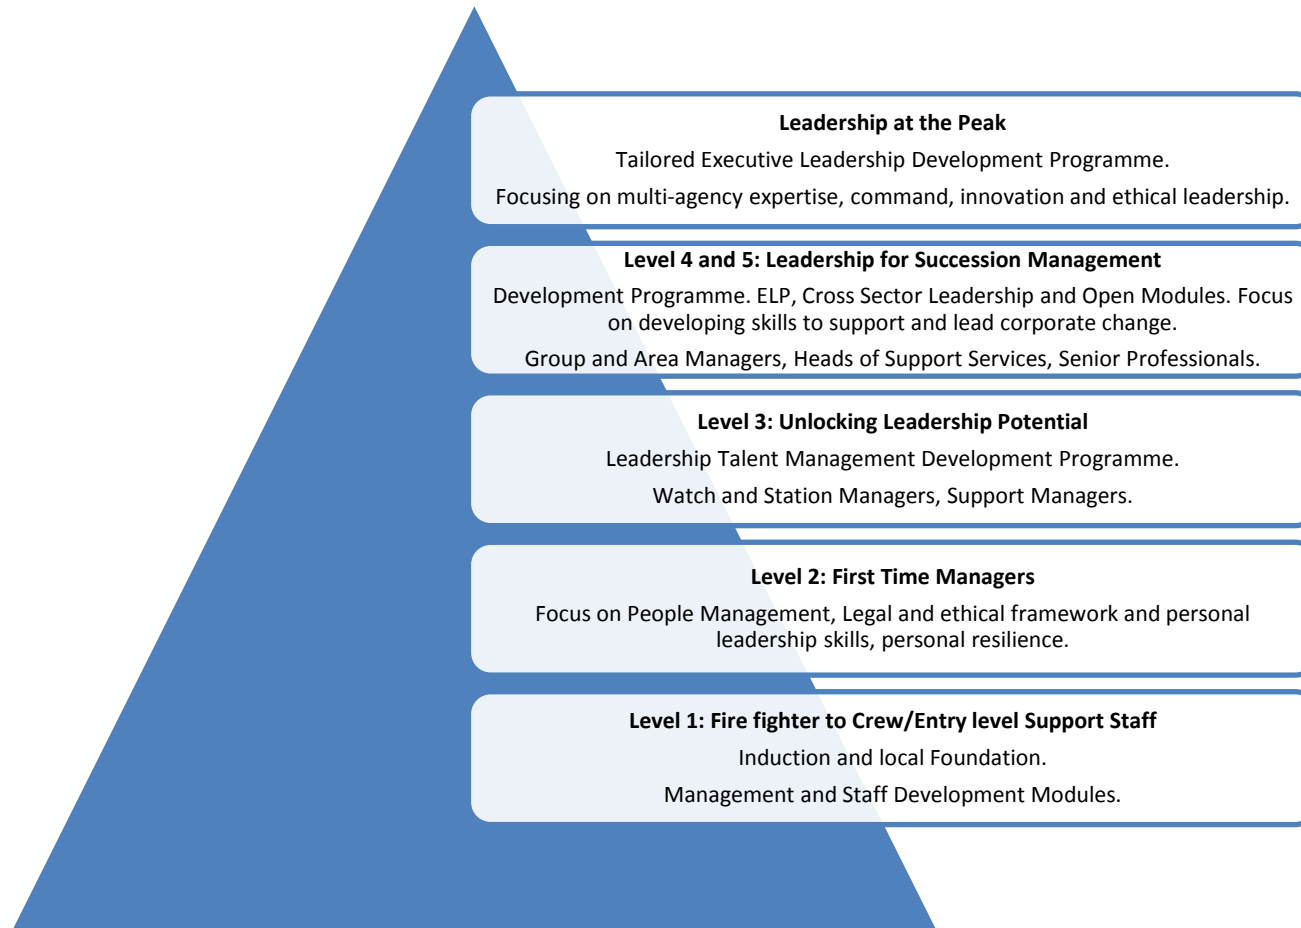 Leadership at the Peak
Tailored Executive Leadership Development Programme.
Focusing on multi-agency expertise, command, innovation and ethical leadership.
Level 4 and 5: Leadership for Succession Management
Development Programme. ELP, Cross Sector Leadership and Open Modules. Focus
on developing skills to support and lead corporate change.
Group and Area Managers, Heads of Support Services, Senior Professionals.
Level 3: Unlocking Leadership Potential
Leadership Talent Management Development Programme.
Watch and Station Managers, Support Managers.
Level 2: First Time Managers
Focus on People Management, Legal and ethical framework and personal
leadership skills, personal resilience.
Level 1: Fire fighter to Crew/Entry level Support Staff
Induction and local Foundation.
Management and Staff Development Modules.